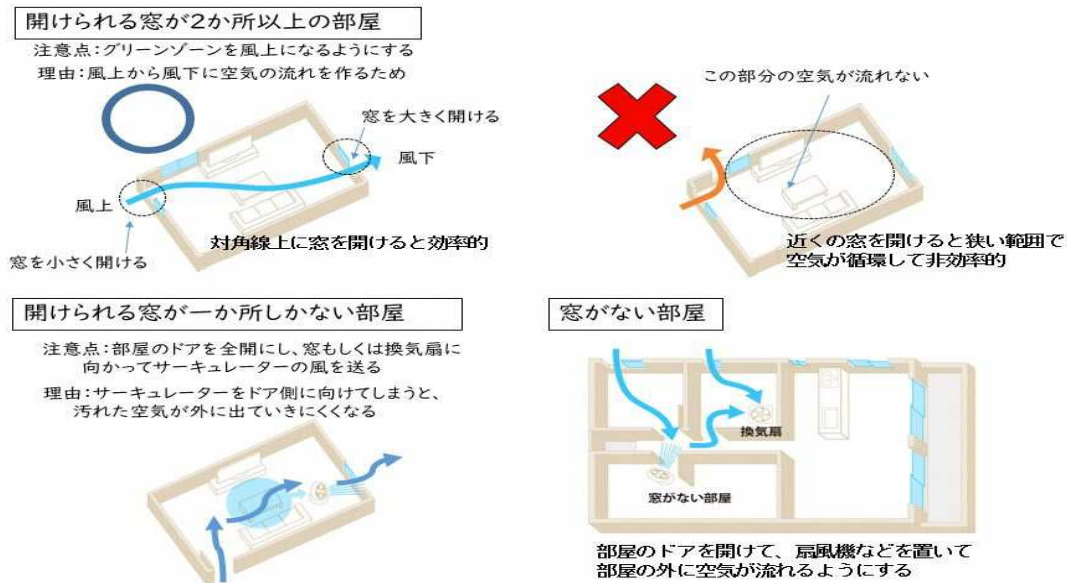 開けられる窓が2か所以上の部屋
注意点:グリーンゾーンを風上になるようにする
理由:風上から風下に空気の流れを作るため
窓を大きく開ける
風下
風上
窓を小さく開ける
対角線上に窓を開けると効率的
この部分の空気が流れない
近くの窓を開けると狭い範囲で
空気が循環して非効率的
開けられる窓が一か所しかない部屋
注意点:部屋のドアを全開にし、窓もしくは換気扇に
向かってサーキュレーターの風を送る
理由:サーキュレーターをドア側に向けてしまうと、
汚れた空気が外に出ていきにくくなる
窓がない部屋
換気扇
窓がない部屋
部屋のドアを開けて、扇風機などを置いて
部屋の外に空気が流れるようにする